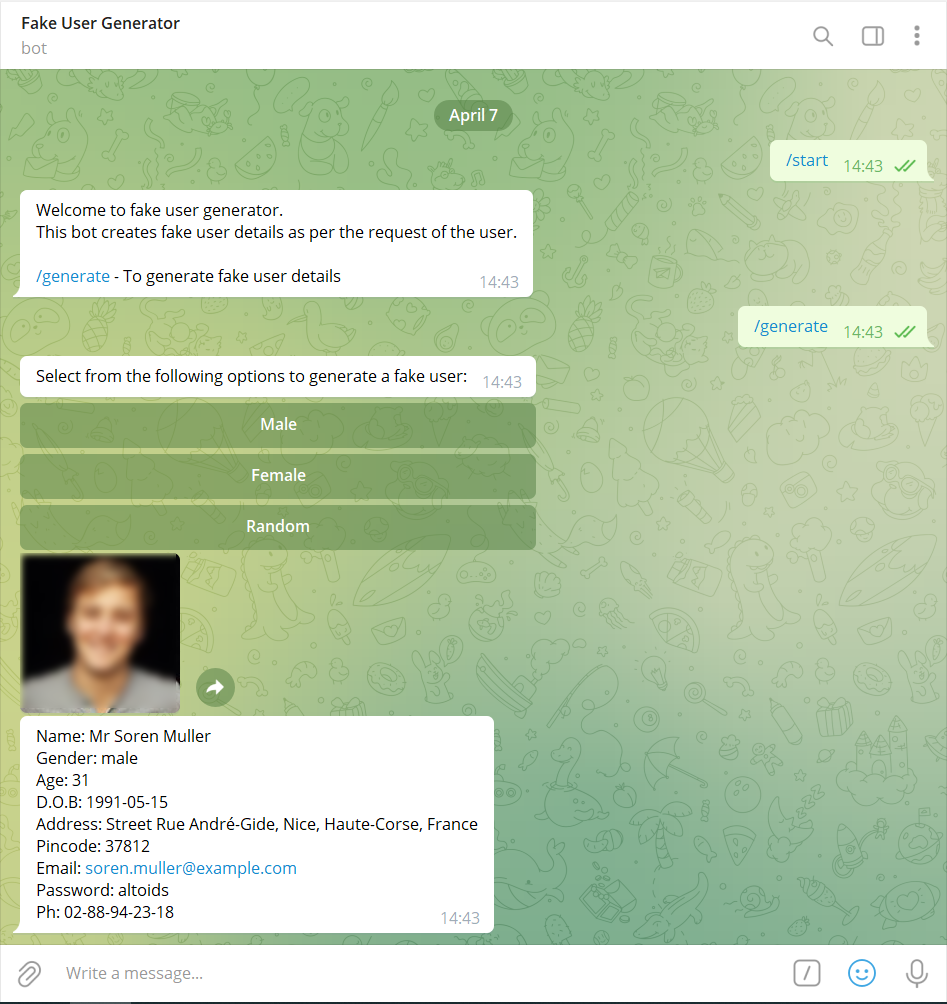 Fake User Generator
bot
April 7
/start 14:43
Welcome to fake user generator.
This bot creates fake user details as per the request of the user.
/generate - To generate fake user details 14:43
/generate 14:43
Select from the following options to generate a fake user: 14:43
Male
Female
Random
Name: Mr Soren Muller
Gender: male
Age: 31
D.O.B: 1991-05-15
Address: Street Rue André-Gide, Nice, Haute-Corse, France
Pincode: 37812
Email: soren.muller@example.com
Password: altoids
Ph: 02-88-94-23-18 14:43
Write a message...